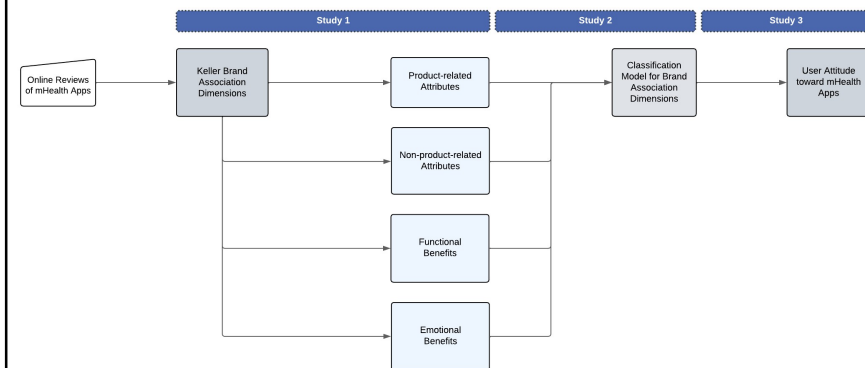 Study 1
Study 2
Study 3
Online Reviews
of mHealth Apps
Keller Brand
Association
Dimensions
Product-related
Attributes
Classification
Model for Brand
Association
Dimensions
User Attitude
toward mHealth
Apps
Non-product-related
Attributes
Functional
Benefits
Emotional
Benefits